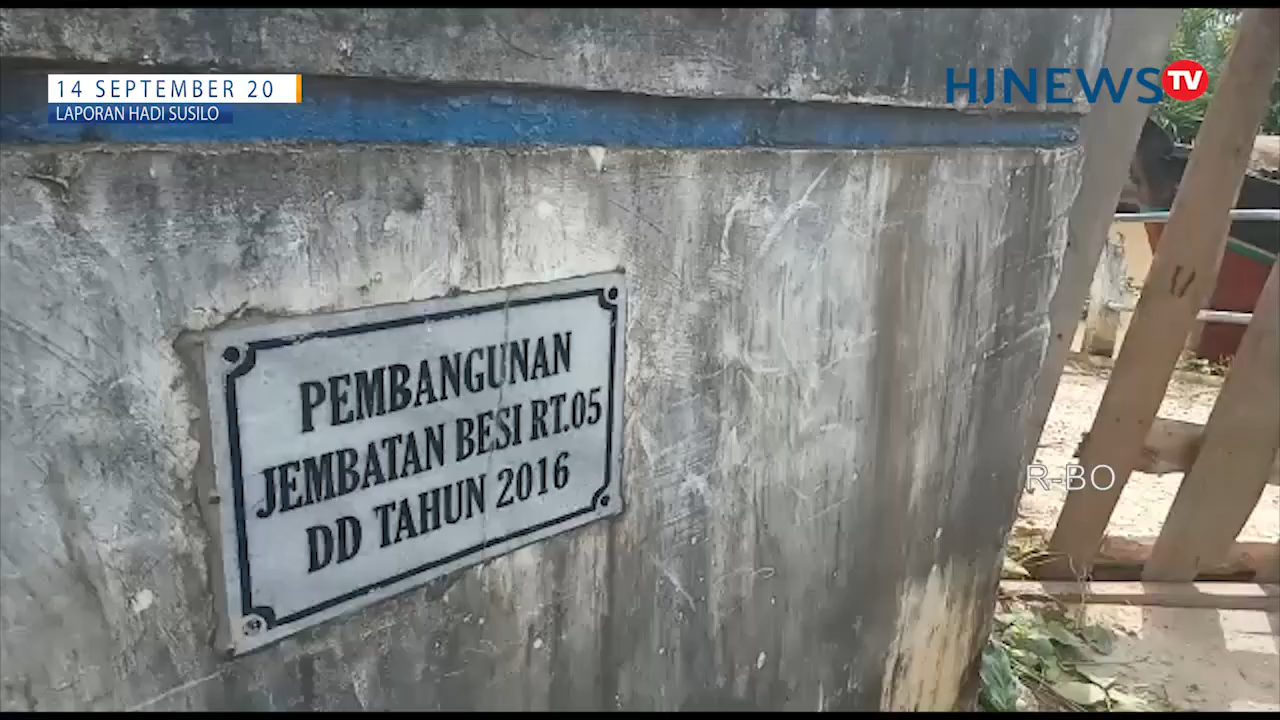 14 SEPTEMBER 20
LAPORAN HADI SUSILO
HJNEWS TV
PEMBANGUNAN
JEMBATAN BESI RT.05
DD TAHUN 2016
R-BO